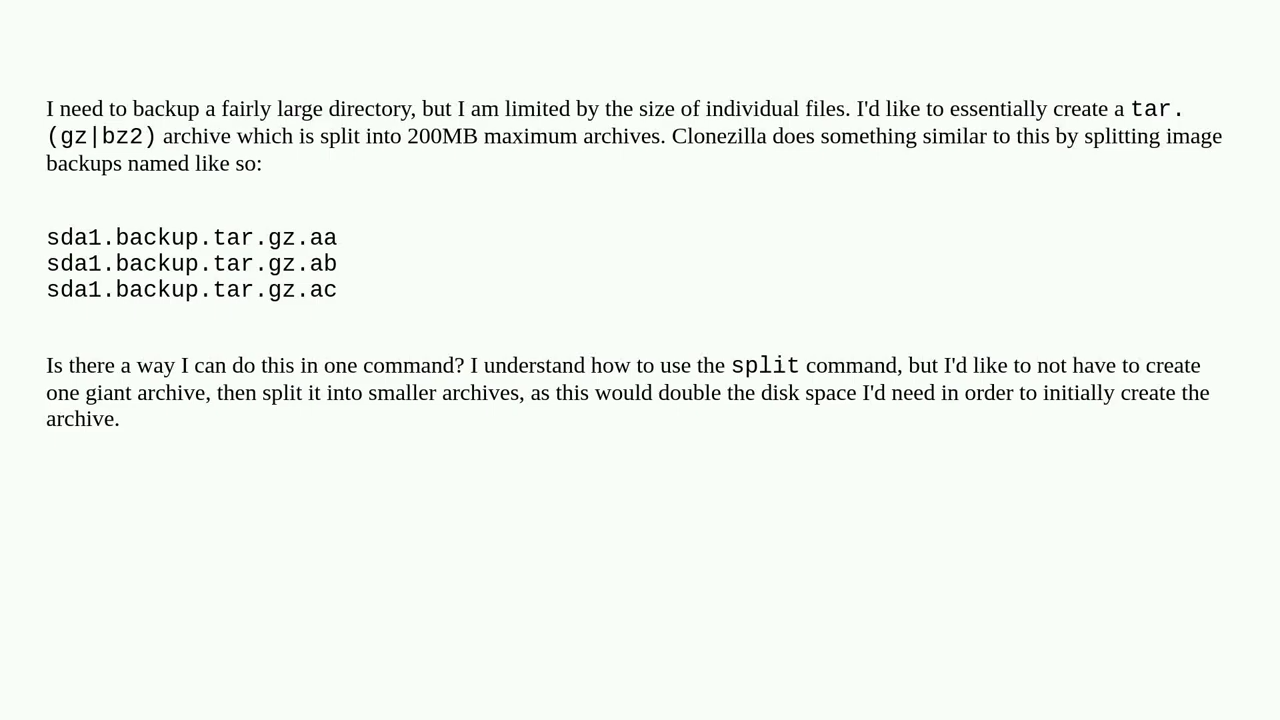 I need to backup a fairly large directory, but I am limited by the size of individual files. I'd like to essentially create a tar.
(gz|bz2) archive which is split into 200MB maximum archives. Clonezilla does something similar to this by splitting image
backups named like so:
sda1.backup.tar.gz.aa
sda1.backup.tar.gz.ab
sda1.backup.tar.gz.ac
Is there a way I can do this in one command? I understand how to use the split command, but I'd like to not have to create
one giant archive, then split it into smaller archives, as this would double the disk space I'd need in order to initially create the
archive.